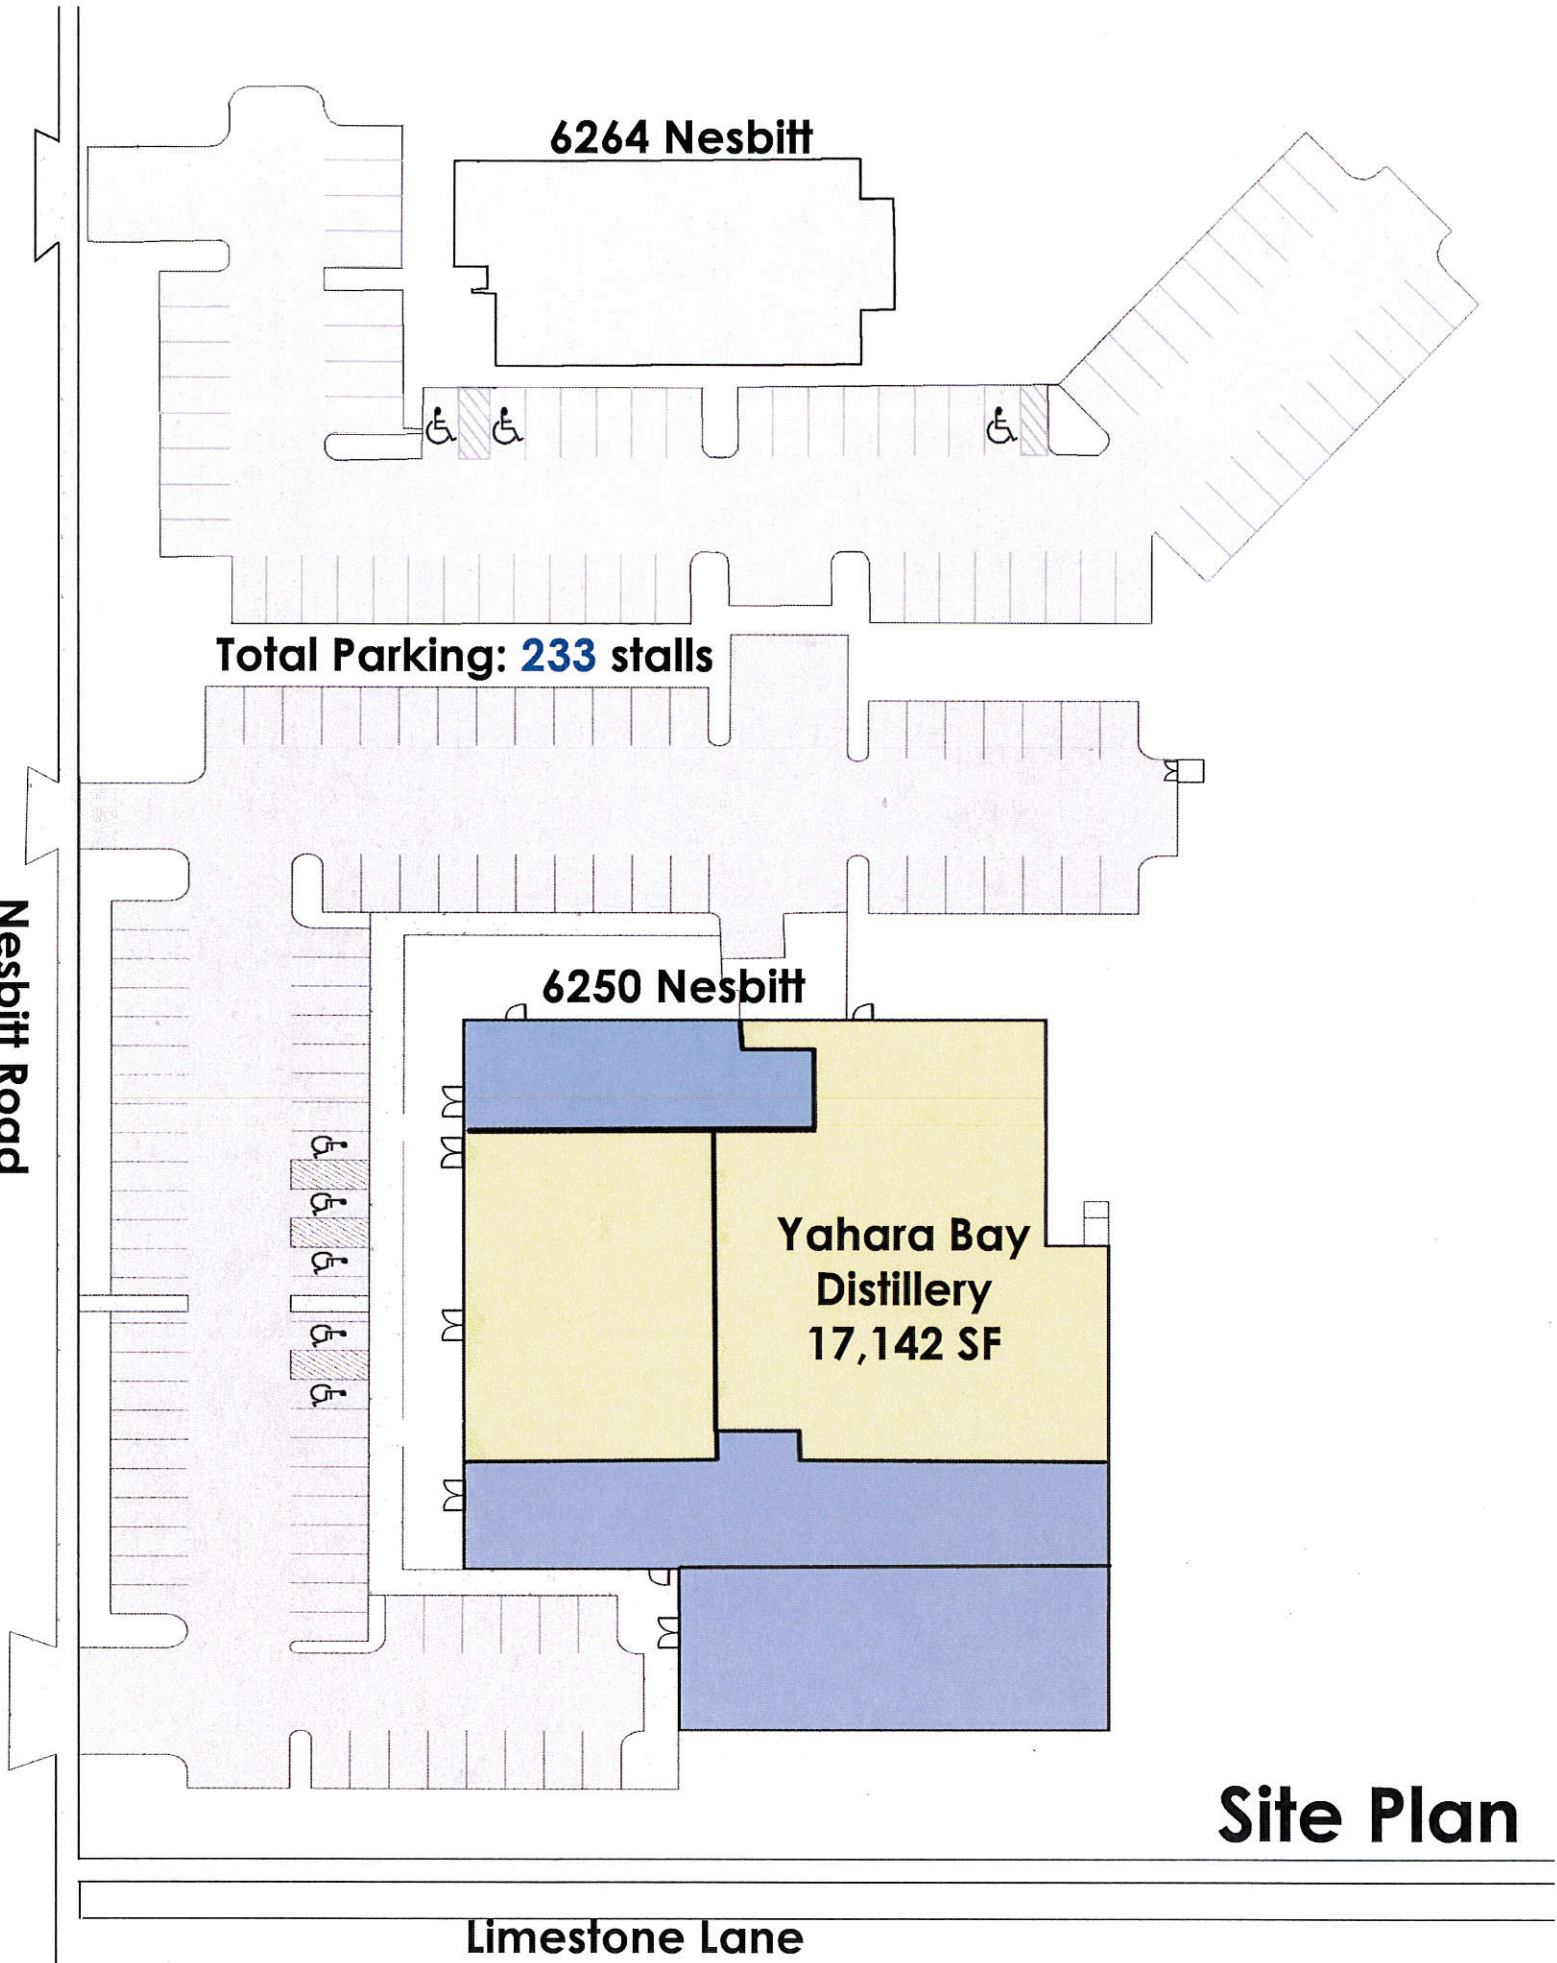 6264 Nesbitt
Total Parking: 233 stalls
Nesbitt Road
6250 Nesbitt
Yahara Bay
Distillery
17,142 SF
Site Plan
Limestone Lane